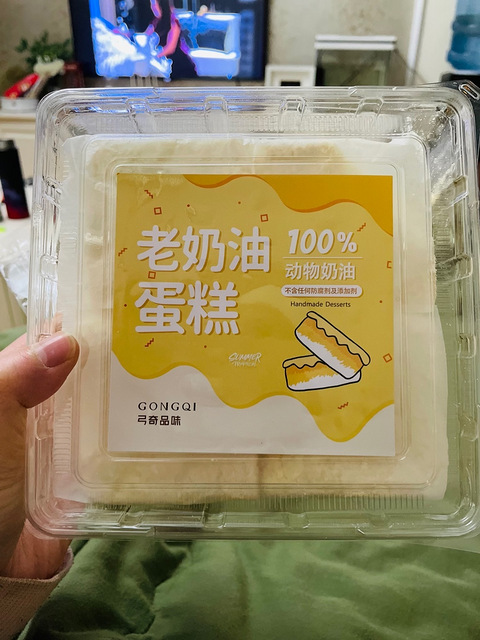 老奶油
蛋糕
100%
动物奶油
不含任何防腐剂及添加剂
Handmade Desserts
SUMMER
GONGQI
弓奇品味